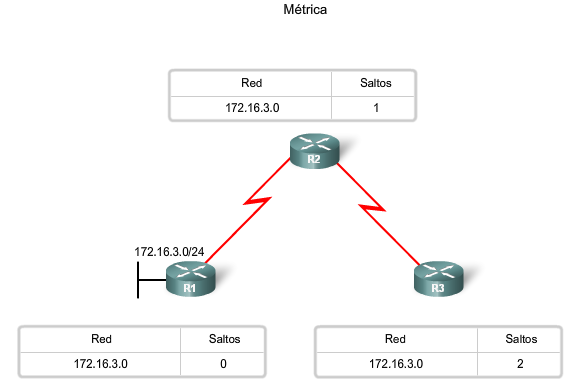 Métrica
Red Saltos
172.16.3.0 1
R2
172.16.3.0/24
R1
R3
Red Saltos
172.16.3.0 0
Red Saltos
172.16.3.0 2